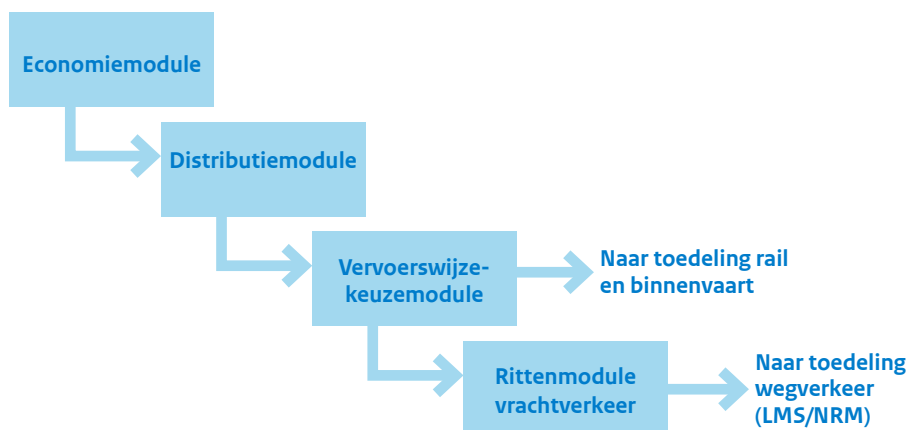 Economiemodule
Distributiemodule
Vervoerswijze-
keuzemodule
Naar toedeling rail
en binnenvaart
Rittenmodule
vrachtverkeer
Naar toedeling
wegverkeer
(LMS/NRM)